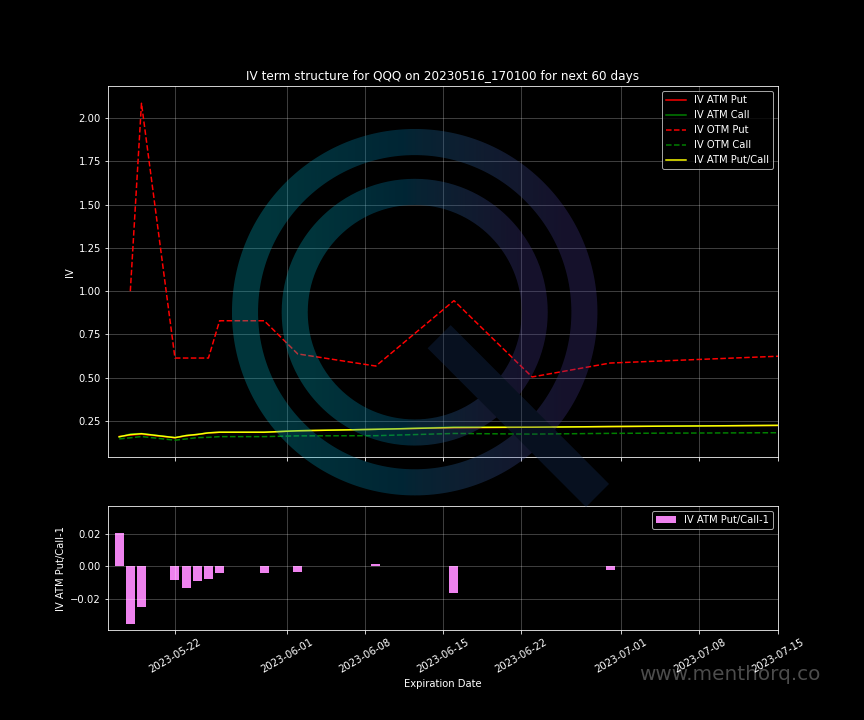 IV term structure for QQQ on 20230516_170100 for next 60 days
IV ATM Put
IV ATM Call
IV OTM Put
IV OTM Call
IV ATM Put/Call
2.00
1.75
1.50
1.25
1.00
0.75
0.50
0.25
IV
IV ATM Put/Call-1
0.02
0.00
−0.02
IV ATM Put/Call-1
2023-05-22
2023-06-01
2023-06-08
2023-06-15
2023-06-22
2023-07-01
2023-07-08
2023-07-15
Expiration Date
www.menthorq.co